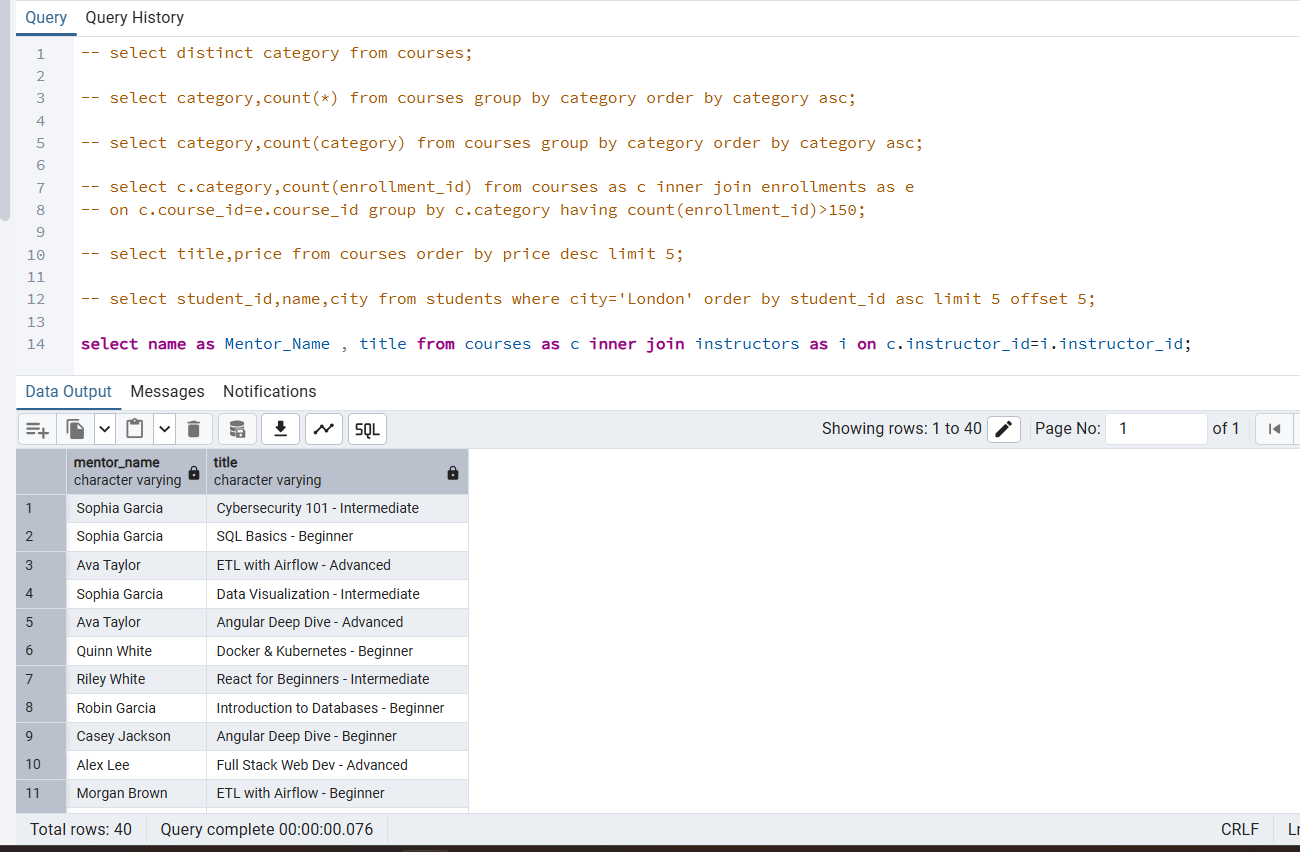 Query Query History
1 -- select distinct category from courses;
2
3 -- select category,count(*) from courses group by category order by category asc;
4
5 -- select category,count(category) from courses group by category order by category asc;
6
7 -- select c.category,count(enrollment_id) from courses as c inner join enrollments as e
8 -- on c.course_id=e.course_id group by c.category having count(enrollment_id)>150;
9
10 -- select title,price from courses order by price desc limit 5;
11
12 -- select student_id,name,city from students where city='London' order by student_id asc limit 5 offset 5;
13
14 select name as Mentor_Name , title from courses as c inner join instructors as i on c.instructor_id=i.instructor_id;
Data Output Messages Notifications
SQL Showing rows: 1 to 40 Page No: 1 of 1
mentor_name title
character varying character varying
1 Sophia Garcia Cybersecurity 101 - Intermediate
2 Sophia Garcia SQL Basics - Beginner
3 Ava Taylor ETL with Airflow - Advanced
4 Sophia Garcia Data Visualization - Intermediate
5 Ava Taylor Angular Deep Dive - Advanced
6 Quinn White Docker & Kubernetes - Beginner
7 Riley White React for Beginners - Intermediate
8 Robin Garcia Introduction to Databases - Beginner
9 Casey Jackson Angular Deep Dive - Beginner
10 Alex Lee Full Stack Web Dev - Advanced
11 Morgan Brown ETL with Airflow - Beginner
Total rows: 40 Query complete 00:00:00.076 CRLF